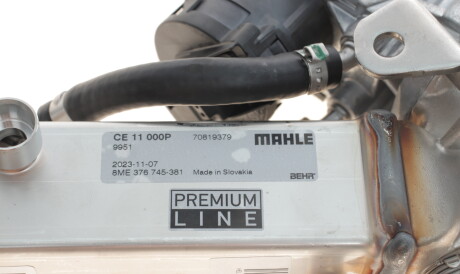 CE 11 000P 70819379 MAHLE
9951
2023-11-07
8ME 376 745-381 Made in Slovakia BEHR
PREMIUM
LINE